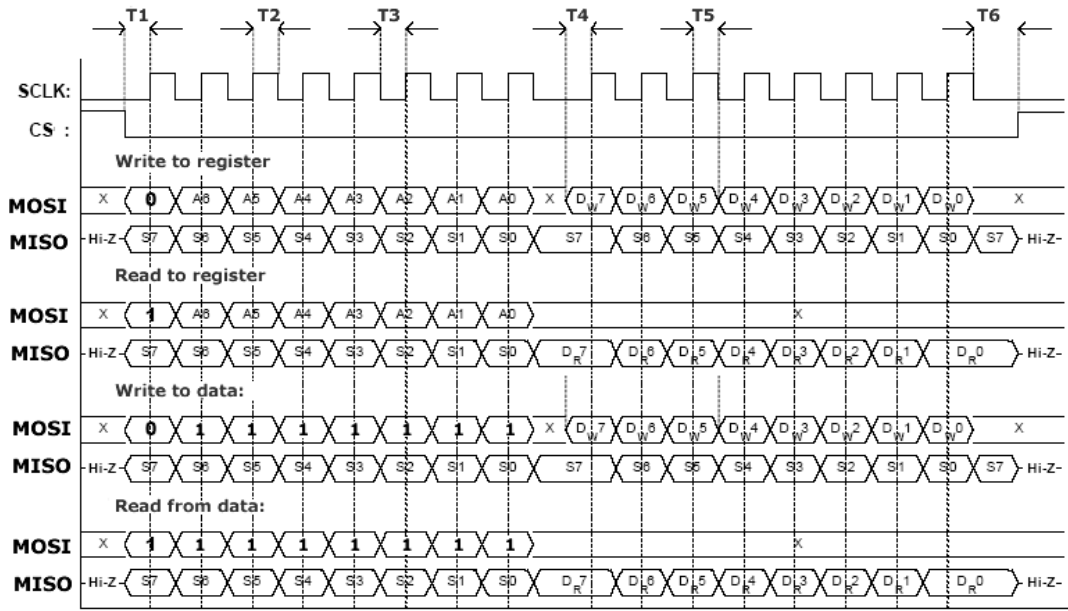 T1 T2 T3 T4 T5 T6
SCLK:
CS :
Write to register
MOSI X 0 A6 A5 A4 A3 A2 A1 A0 X DW7 DW6 DW5 DW4 DW3 DW2 DW1 DW0 X
MISO Hi-Z S7 S6 S5 S4 S3 S2 S1 S0 S7 S6 S5 S4 S3 S2 S1 S0 S7 Hi-Z
Read to register
MOSI X 1 A6 A5 A4 A3 A2 A1 A0 X
MISO Hi-Z S7 S6 S5 S4 S3 S2 S1 S0 DR7 DR6 DR5 DR4 DR3 DR2 DR1 DR0 Hi-Z
Write to data:
MOSI X 0 1 1 1 1 1 1 1 X DW7 DW6 DW5 DW4 DW3 DW2 DW1 DW0 X
MISO Hi-Z S7 S6 S5 S4 S3 S2 S1 S0 S7 S6 S5 S4 S3 S2 S1 S0 S7 Hi-Z
Read from data:
MOSI X 1 1 1 1 1 1 1 1 X
MISO Hi-Z S7 S6 S5 S4 S3 S2 S1 S0 DR7 DR6 DR5 DR4 DR3 DR2 DR1 DR0 Hi-Z